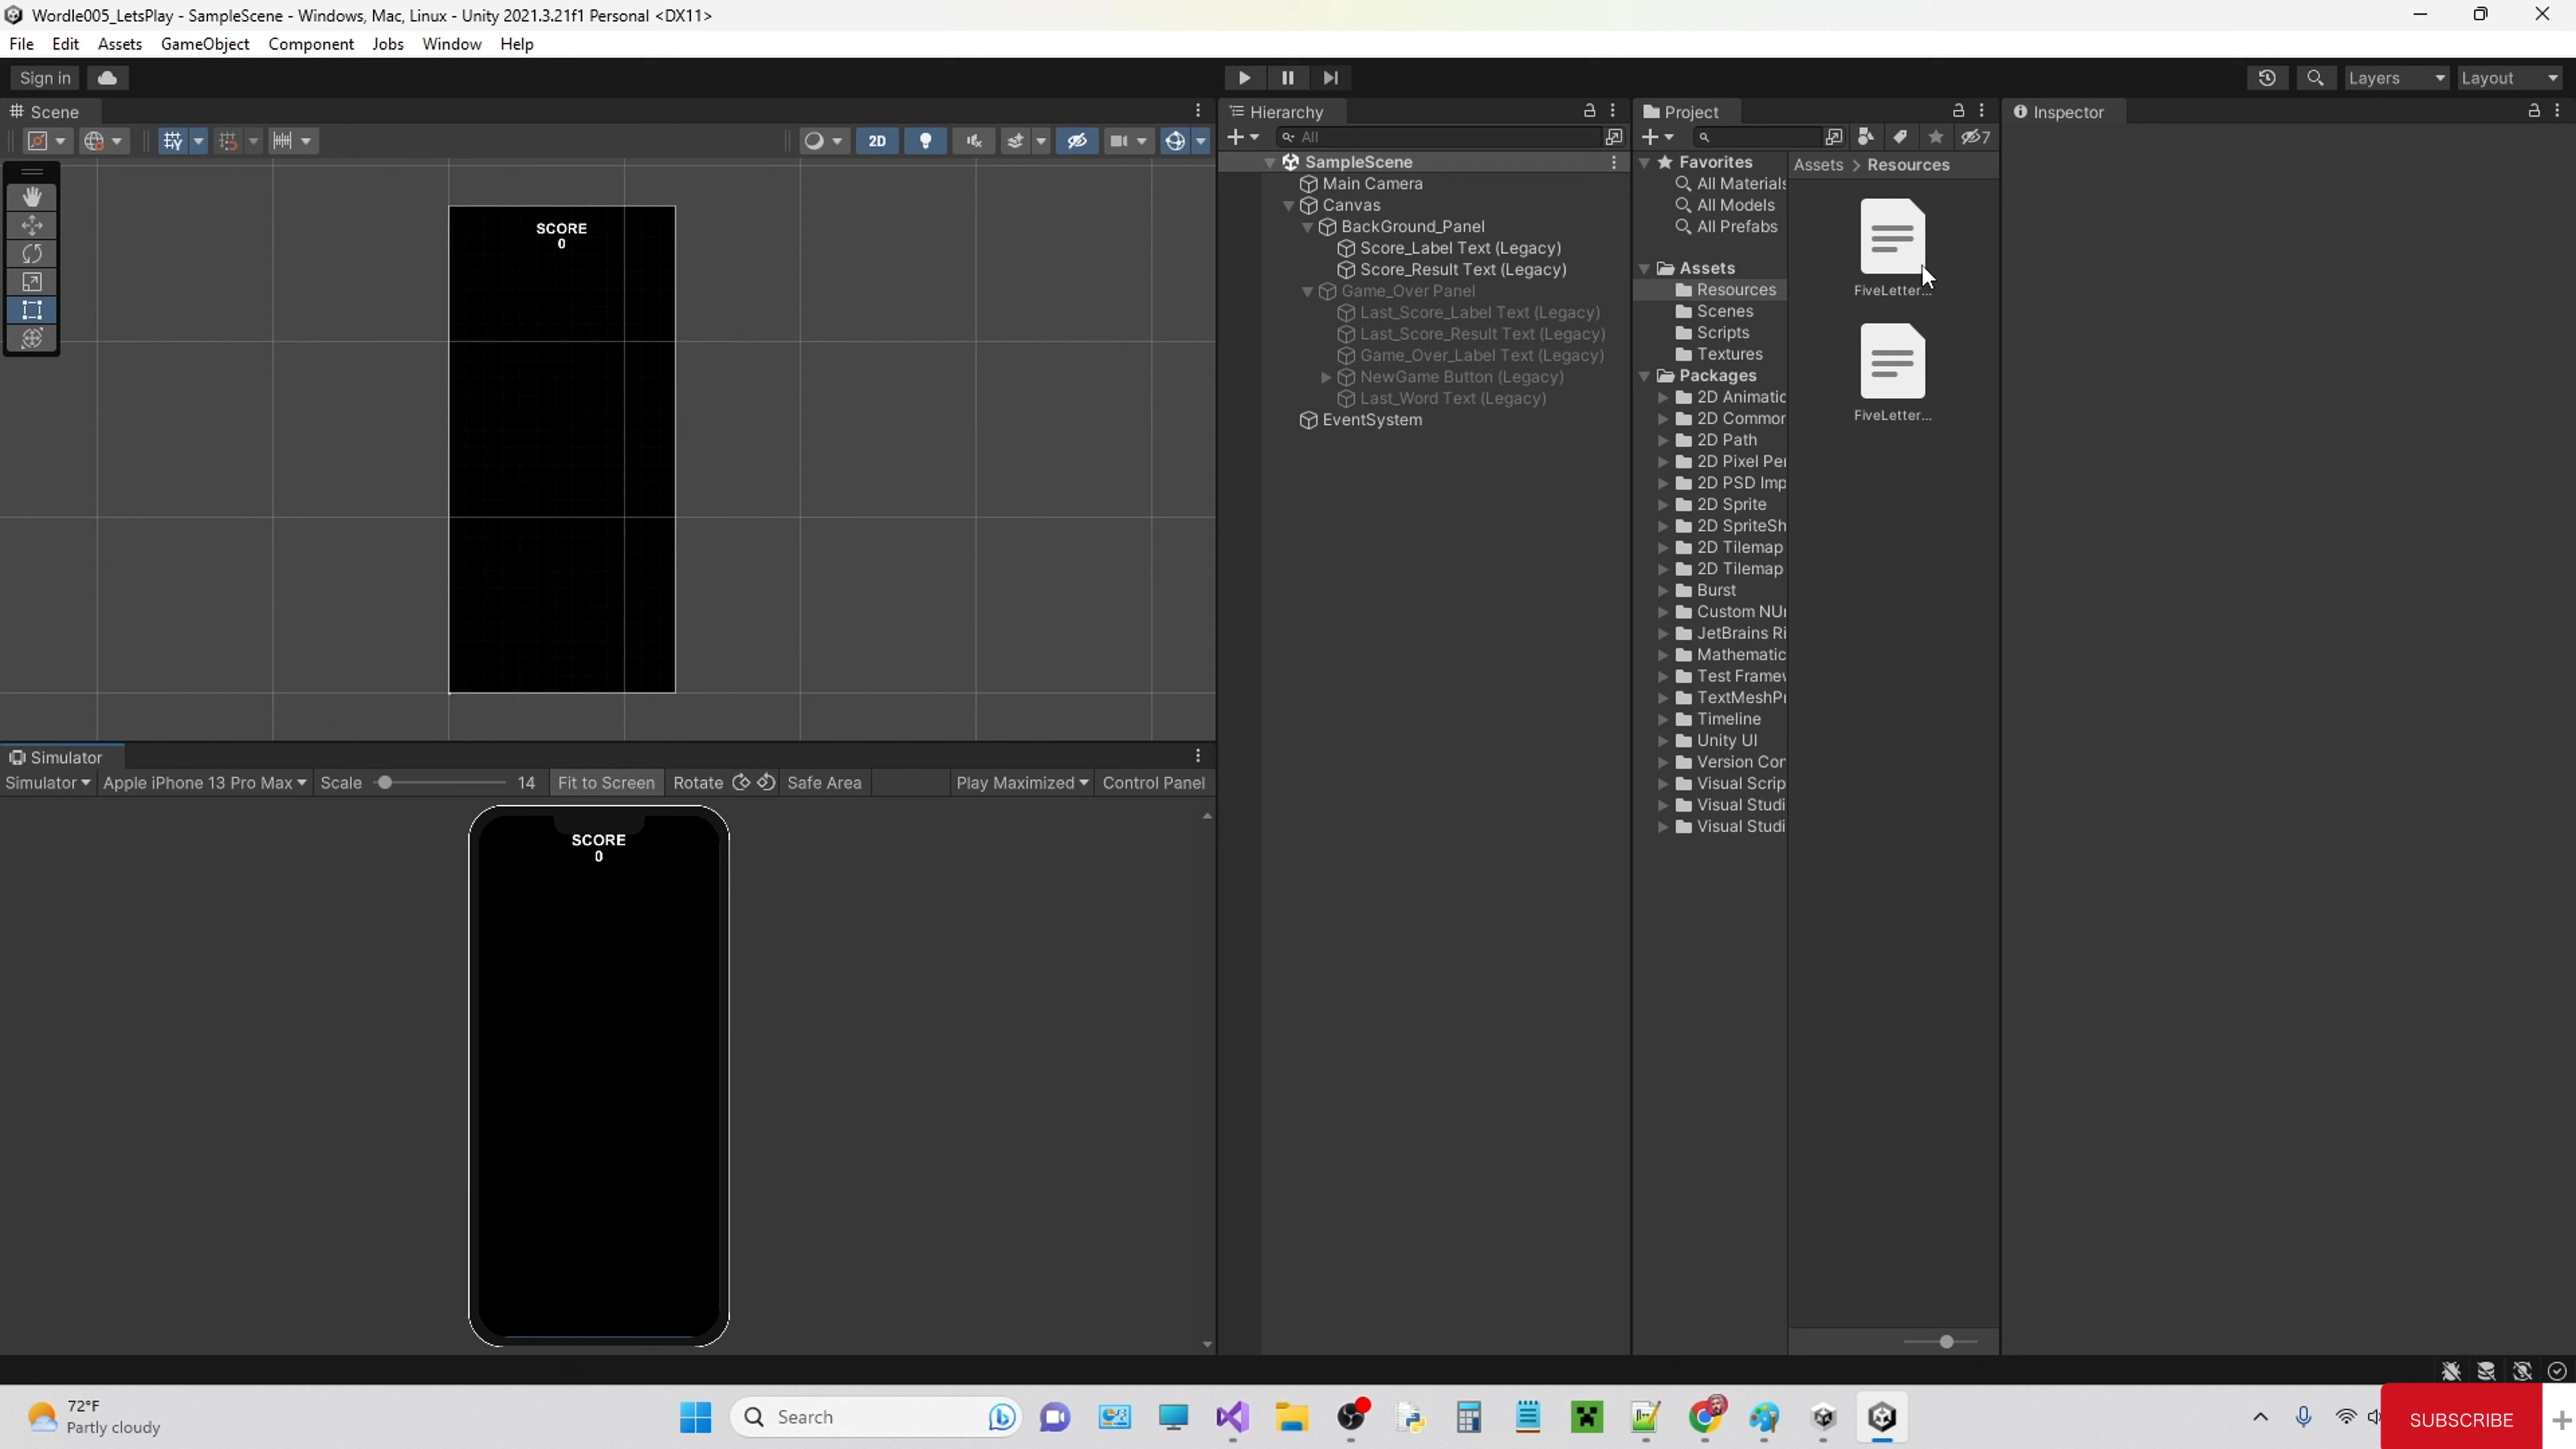 Wordle005_LetsPlay - SampleScene - Windows, Mac, Linux - Unity 2021.3.21f1 Personal <DX11>
File Edit Assets GameObject Component Jobs Window Help
Sign in
Layers
Layout
Scene
2D
SCORE
0
Simulator
Simulator
Apple iPhone 13 Pro Max
Scale
14
Fit to Screen
Rotate
Safe Area
Play Maximized
Control Panel
SCORE
0
Hierarchy
All
SampleScene
Main Camera
Canvas
BackGround_Panel
Score_Label Text (Legacy)
Score_Result Text (Legacy)
Game_Over Panel
Last_Score_Label Text (Legacy)
Last_Score_Result Text (Legacy)
Game_Over_Label Text (Legacy)
NewGame Button (Legacy)
Last_Word Text (Legacy)
EventSystem
Project
7
Favorites
All Materials
All Models
All Prefabs
Assets
Resources
Scenes
Scripts
Textures
Packages
2D Animatic
2D Commor
2D Path
2D Pixel Per
2D PSD Imp
2D Sprite
2D SpriteSh
2D Tilemap
2D Tilemap
Burst
Custom NUr
JetBrains Ri
Mathematic
Test Framew
TextMeshPr
Timeline
Unity UI
Version Cor
Visual Scrip
Visual Studi
Visual Studi
Assets > Resources
FiveLetter...
FiveLetter...
Inspector
72°F
Partly cloudy
Search
SUBSCRIBE